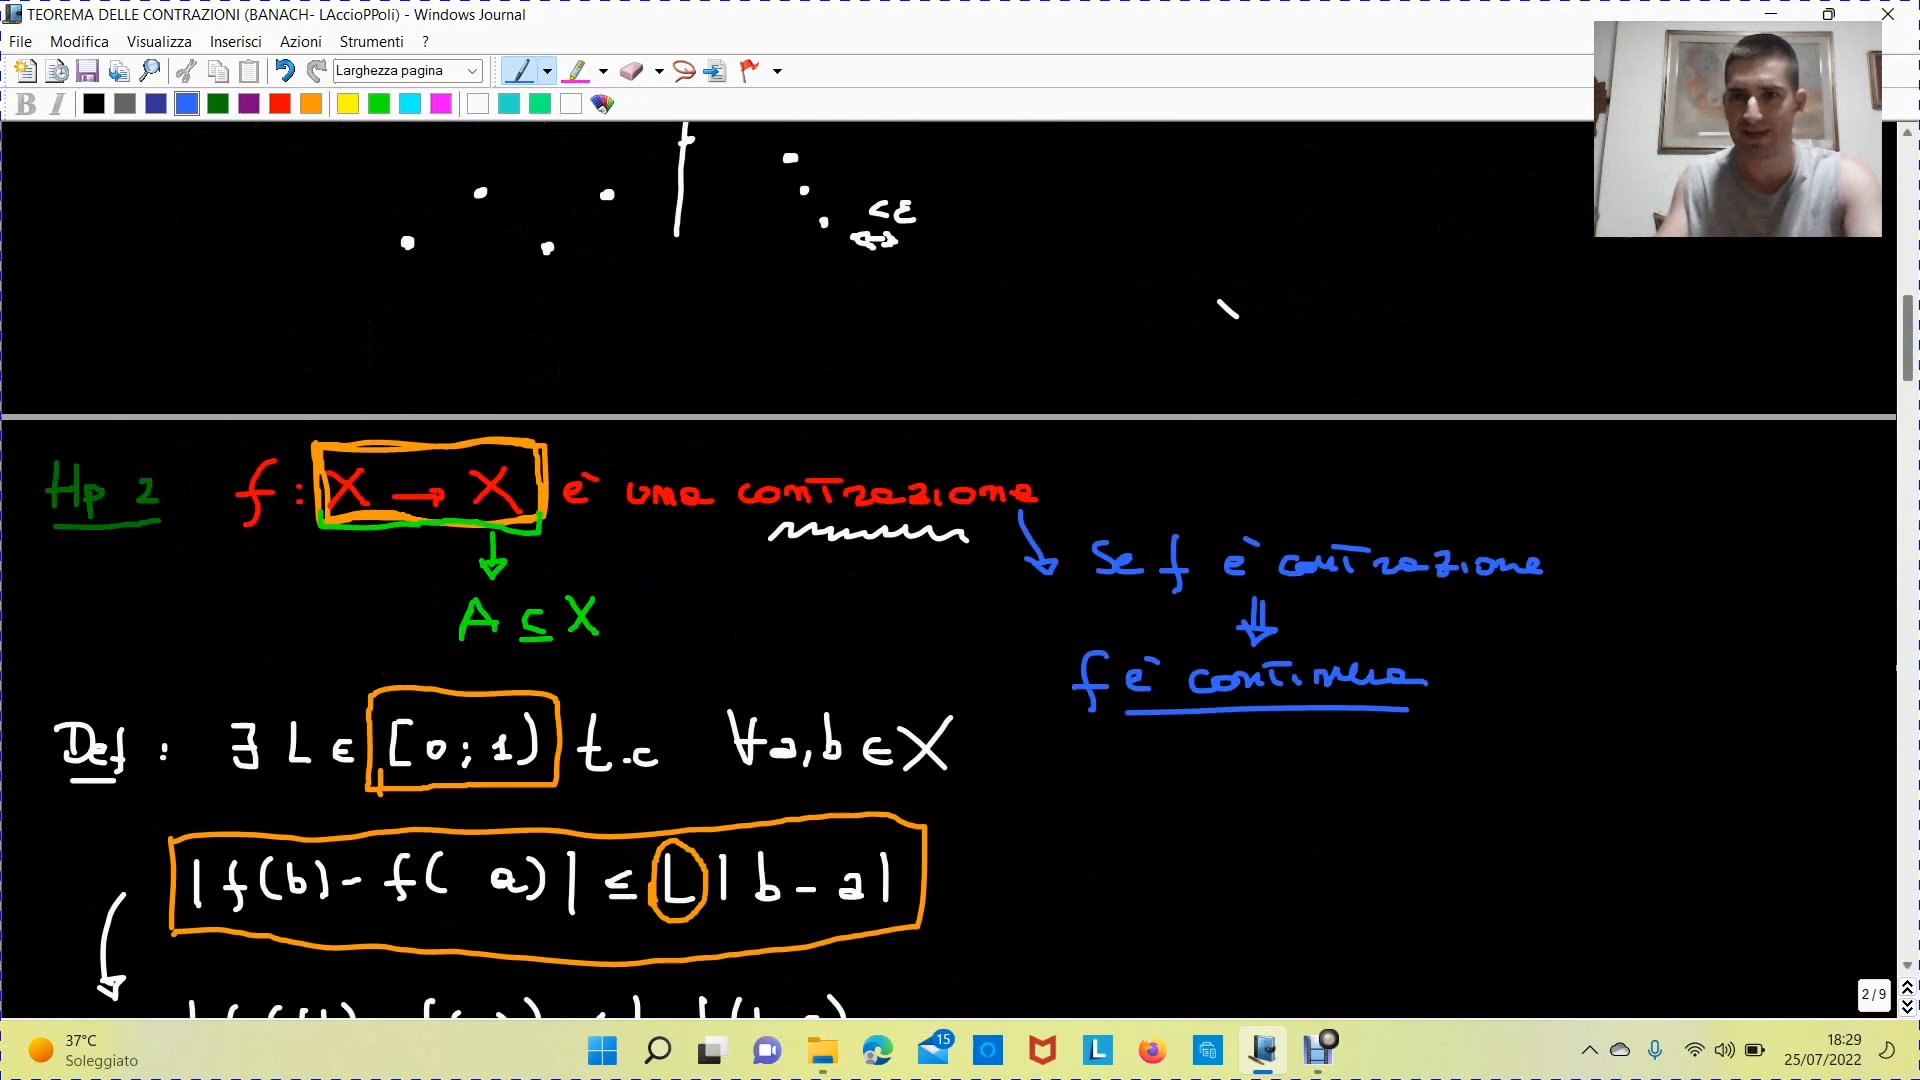 TEOREMA DELLE CONTRAZIONI (BANACH- LAccioPPoli) - Windows Journal
File Modifica Visualizza Inserisci Azioni Strumenti ?
Larghezza pagina
B I
< ε
Hp 2 f : X → X è una contrazione
Se f è contrazione
⇓
A ⊆ X
f è continua
Def : ∃ L ∈ [0 ; 1) t.c ∀a,b ∈ X
|f(b) - f( a)| ≤ L | b - a|
2 / 9
37°C
Soleggiato
15
18:29
25/07/2022